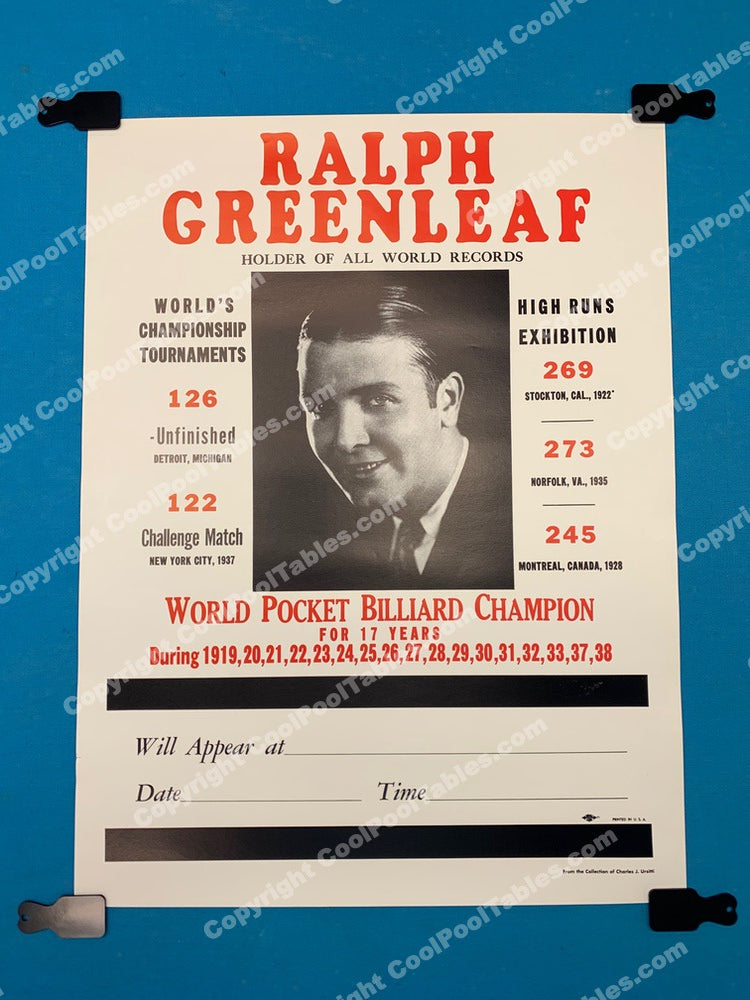 RALPH
GREENLEAF
HOLDER OF ALL WORLD RECORDS
WORLD'S
CHAMPIONSHIP
TOURNAMENTS
126
-Unfinished
DETROIT, MICHIGAN
122
Challenge Match
NEW YORK CITY, 1937
HIGH RUNS
EXHIBITION
269
STOCKTON, CAL., 1922
273
NORFOLK, VA., 1935
245
MONTREAL, CANADA, 1928
WORLD POCKET BILLIARD CHAMPION
FOR 17 YEARS
During 1919,20,21,22,23,24,25,26,27,28,29,30,31,32,33,37,38
Will Appear at
Date Time
PRINTED IN U.S.A.
From the Collection of Charles J. Ursitti
Copyright CoolPoolTables.com